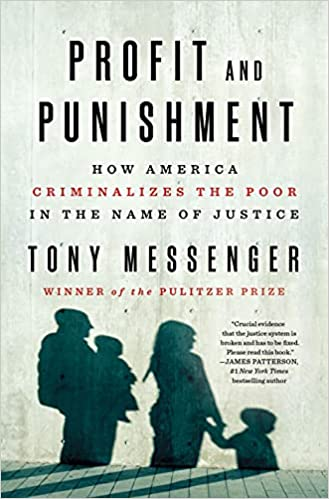 PROFIT AND
PUNISHMENT
HOW AMERICA
CRIMINALIZES THE POOR
IN THE NAME OF JUSTICE
TONY MESSENGER
WINNER of the PULITZER PRIZE
"Crucial evidence
that the justice system is
broken and has to be fixed.
Please read this book."
—JAMES PATTERSON,
#1 New York Times
bestselling author